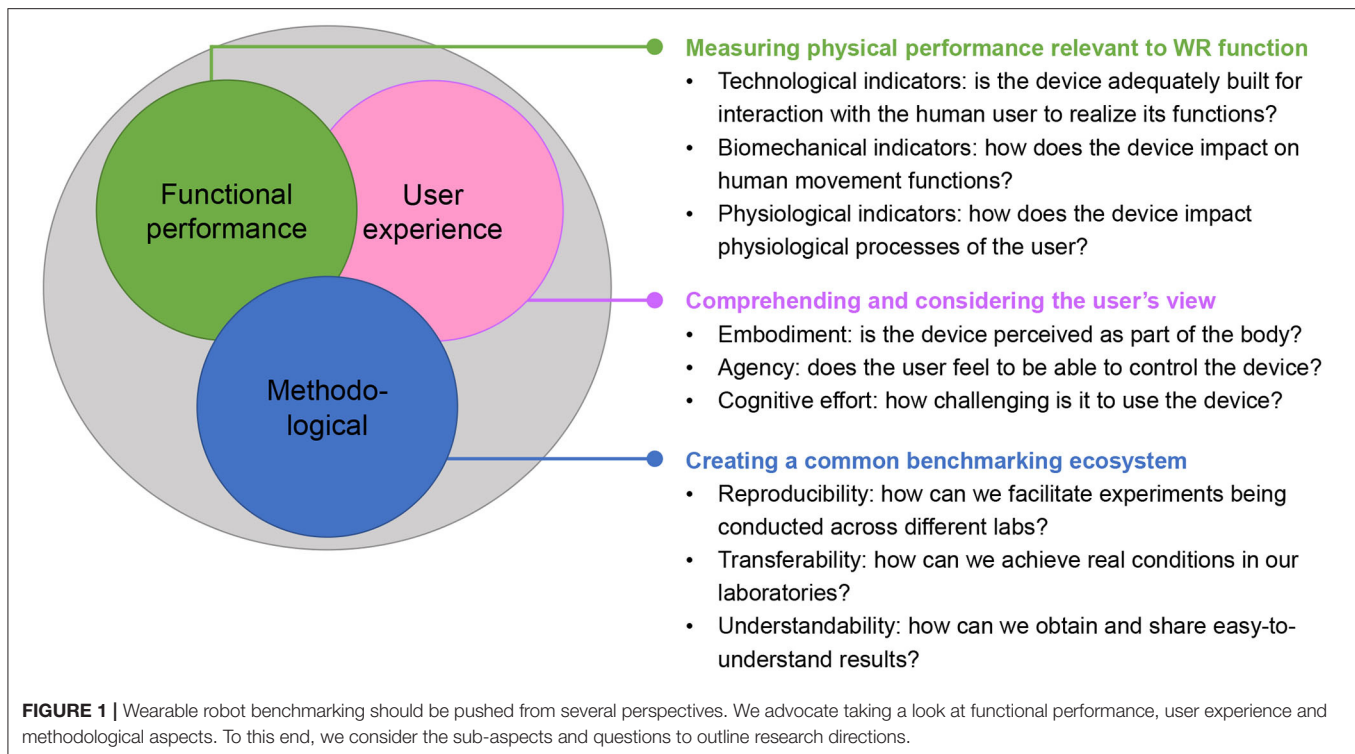 Functional
performance
User
experience
Methodo-
logical
Measuring physical performance relevant to WR function
• Technological indicators: is the device adequately built for
interaction with the human user to realize its functions?
• Biomechanical indicators: how does the device impact on
human movement functions?
• Physiological indicators: how does the device impact
physiological processes of the user?
Comprehending and considering the user's view
• Embodiment: is the device perceived as part of the body?
• Agency: does the user feel to be able to control the device?
• Cognitive effort: how challenging is it to use the device?
Creating a common benchmarking ecosystem
• Reproducibility: how can we facilitate experiments being
conducted across different labs?
• Transferability: how can we achieve real conditions in our
laboratories?
• Understandability: how can we obtain and share easy-to-
understand results?
FIGURE 1 | Wearable robot benchmarking should be pushed from several perspectives. We advocate taking a look at functional performance, user experience and
methodological aspects. To this end, we consider the sub-aspects and questions to outline research directions.